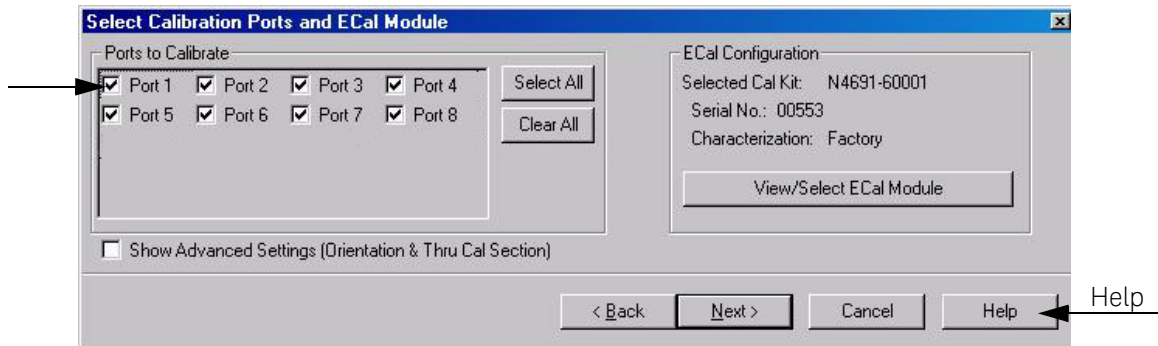 Select Calibration Ports and ECal Module
Ports to Calibrate
Port 1 Port 2 Port 3 Port 4
Port 5 Port 6 Port 7 Port 8
Select All
Clear All
Show Advanced Settings (Orientation & Thru Cal Section)
ECal Configuration
Selected Cal Kit: N4691-60001
Serial No.: 00553
Characterization: Factory
View/Select ECal Module
< Back Next > Cancel Help
Help